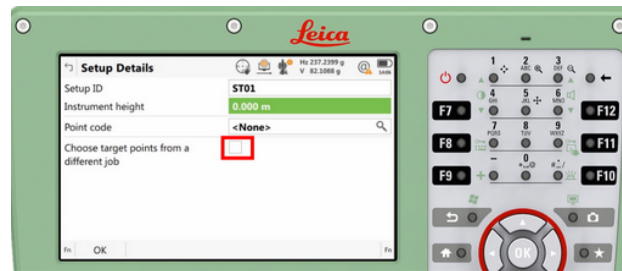 Leica
Setup Details
Hz 237.2399 g
V 82.1088 g
Setup ID
ST01
Instrument height
0.000 m
Point code
<None>
Choose target points from a
different job
Fn
OK
Fn
1
2
ABC
3
DEF
4
GHI
5
JKL
6
MNO
F7
F12
7
PQRS
8
TUV
9
WXYZ
F8
F11
0
F9
F10
OK